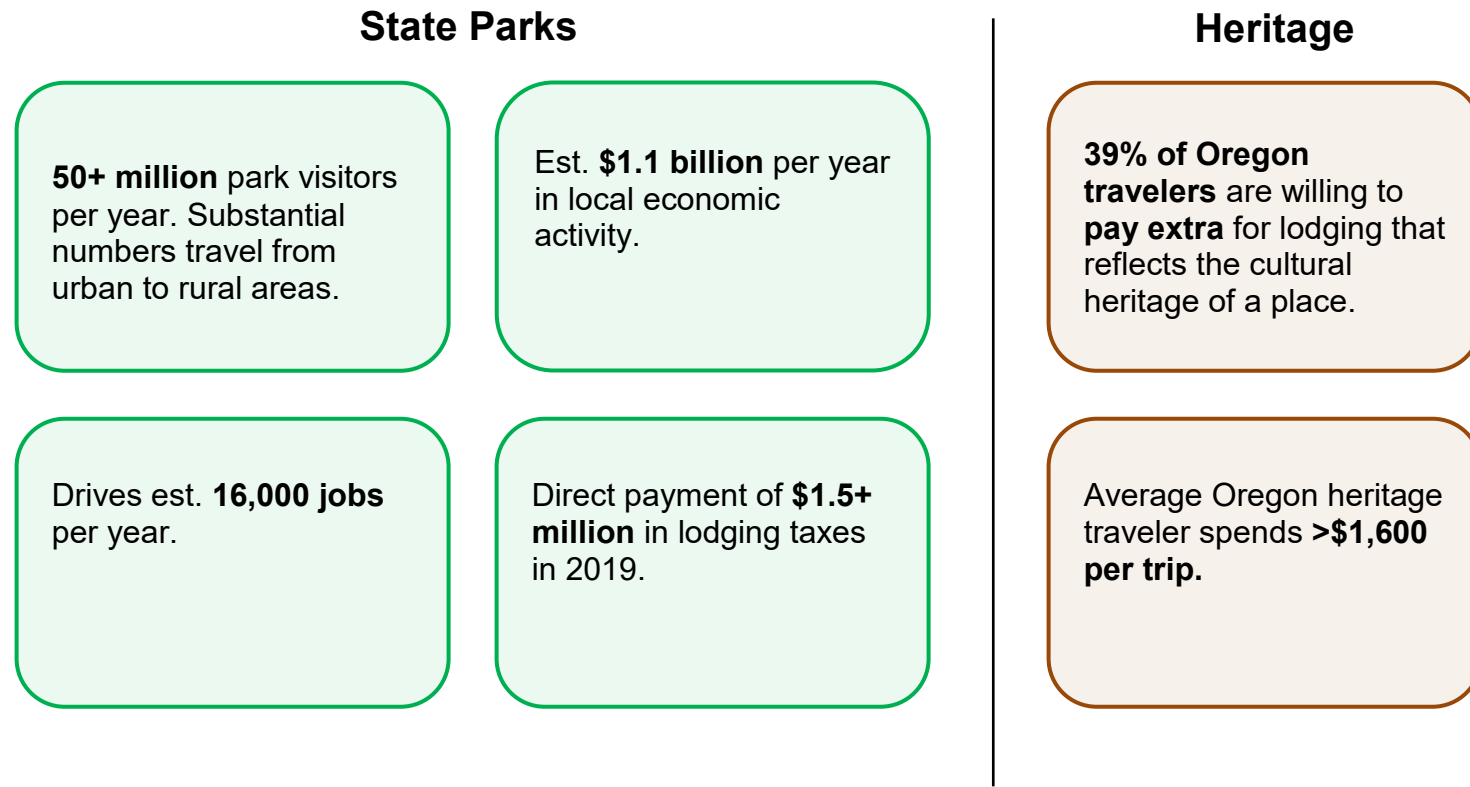 State Parks
50+ million park visitors
per year. Substantial
numbers travel from
urban to rural areas.
Est. $1.1 billion per year
in local economic
activity.
Drives est. 16,000 jobs
per year.
Direct payment of $1.5+
million in lodging taxes
in 2019.
Heritage
39% of Oregon
travelers are willing to
pay extra for lodging that
reflects the cultural
heritage of a place.
Average Oregon heritage
traveler spends >$1,600
per trip.